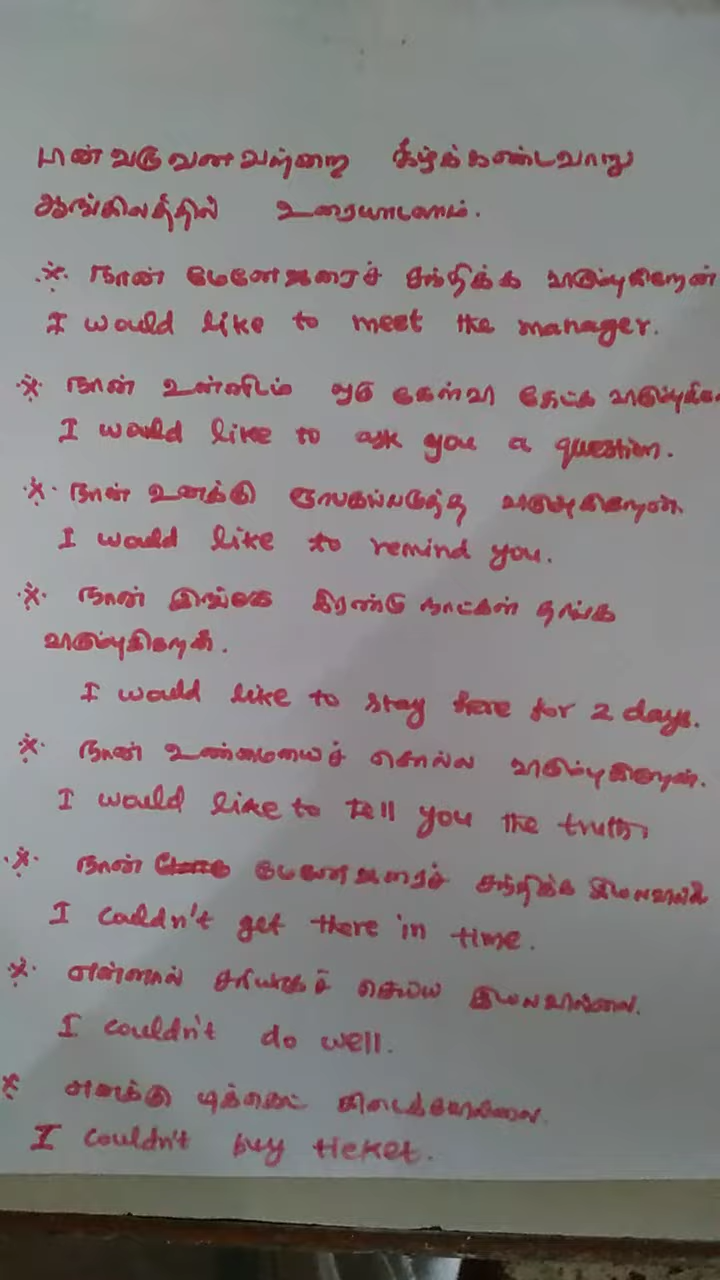 பின் வரு வன வற்றை கீழ்க் கண்டவாறு
ஆங்கிலத்தில் உரையாடலாம்.
* நான் மேனேஜரைச் சந்திக்க விரும்புகிறேன்
I would like to meet the manager.
* நான் உன்னிடம் ஒரு கேள்வி கேட்க
I would like to ask you a question.
* நான் உனக்கு ஞாபகப்படுத்த விரும்புகிறேன்.
I would like to remind you.
* நான் இங்கே இரண்டு நாட்கள் தங்க
விரும்புகிறேன்.
I would like to stay here for 2 days.
* நான் உண்மையைச் சொல்ல விரும்புகிறேன்.
I would like to tell you the truth
* நான் மேனேஜரைச் சந்திக்க இயலவில்லை
I couldn't get there in time.
* என்னால் சரியாகச் செய்ய இயலவில்லை.
I couldn't do well.
* எனக்கு டிக்கெட் கிடைக்கவில்லை.
I couldn't buy ticket.